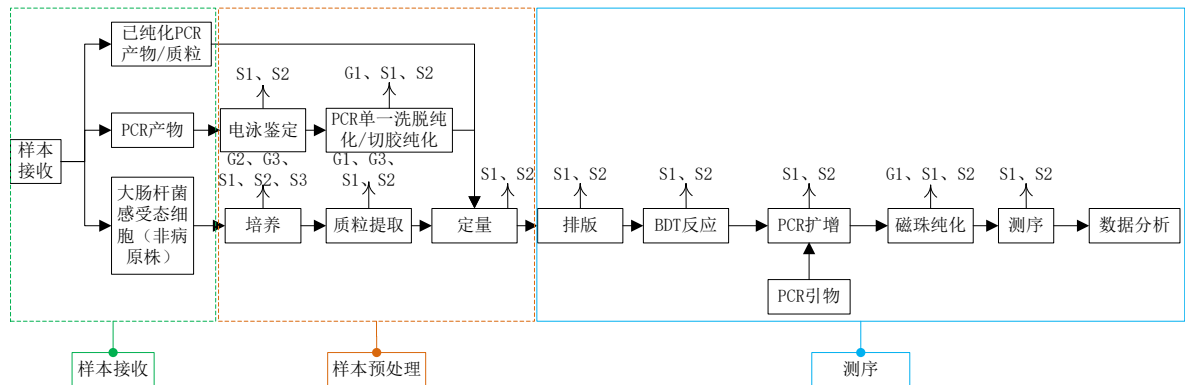 已纯化PCR
产物/质粒
S1、S2
G1、S1、S2
样本
接收
PCR产物
电泳鉴定
PCR单一洗脱纯
化/切胶纯化
G2、G3、
S1、S2、S3
G1、G3、
S1、S2
S1、S2
S1、S2
S1、S2
S1、S2
G1、S1、S2
S1、S2
大肠杆菌
感受态细
胞（非病
原株）
培养
质粒提取
定量
排版
BDT反应
PCR扩增
磁珠纯化
测序
数据分析
PCR引物
样本接收
样本预处理
测序